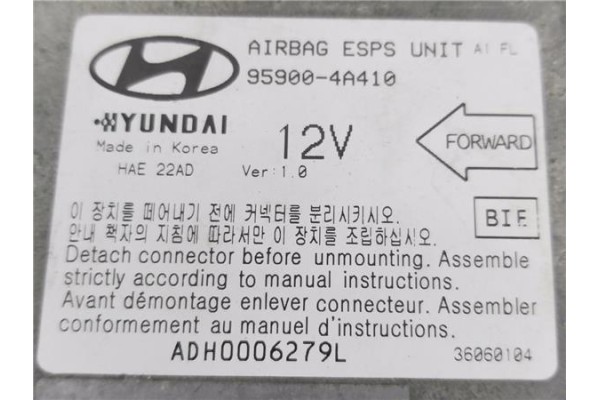 AIRBAG ESPS UNIT A1 FL
95900-4A410
HYUNDAI
Made in Korea
HAE 22AD
12V
Ver:1.0
FORWARD
이 장치를 떼어내기 전에 커넥터를 분리시키시오.
안내 책자의 지침에 따라서만 이 장치를 조립하십시오.
BIE
Detach connector before unmounting. Assemble
strictly according to manual instructions.
Avant démontage enlever connecteur. Assembler
conformement au manuel d'instructions.
ADH0006279L
36060104